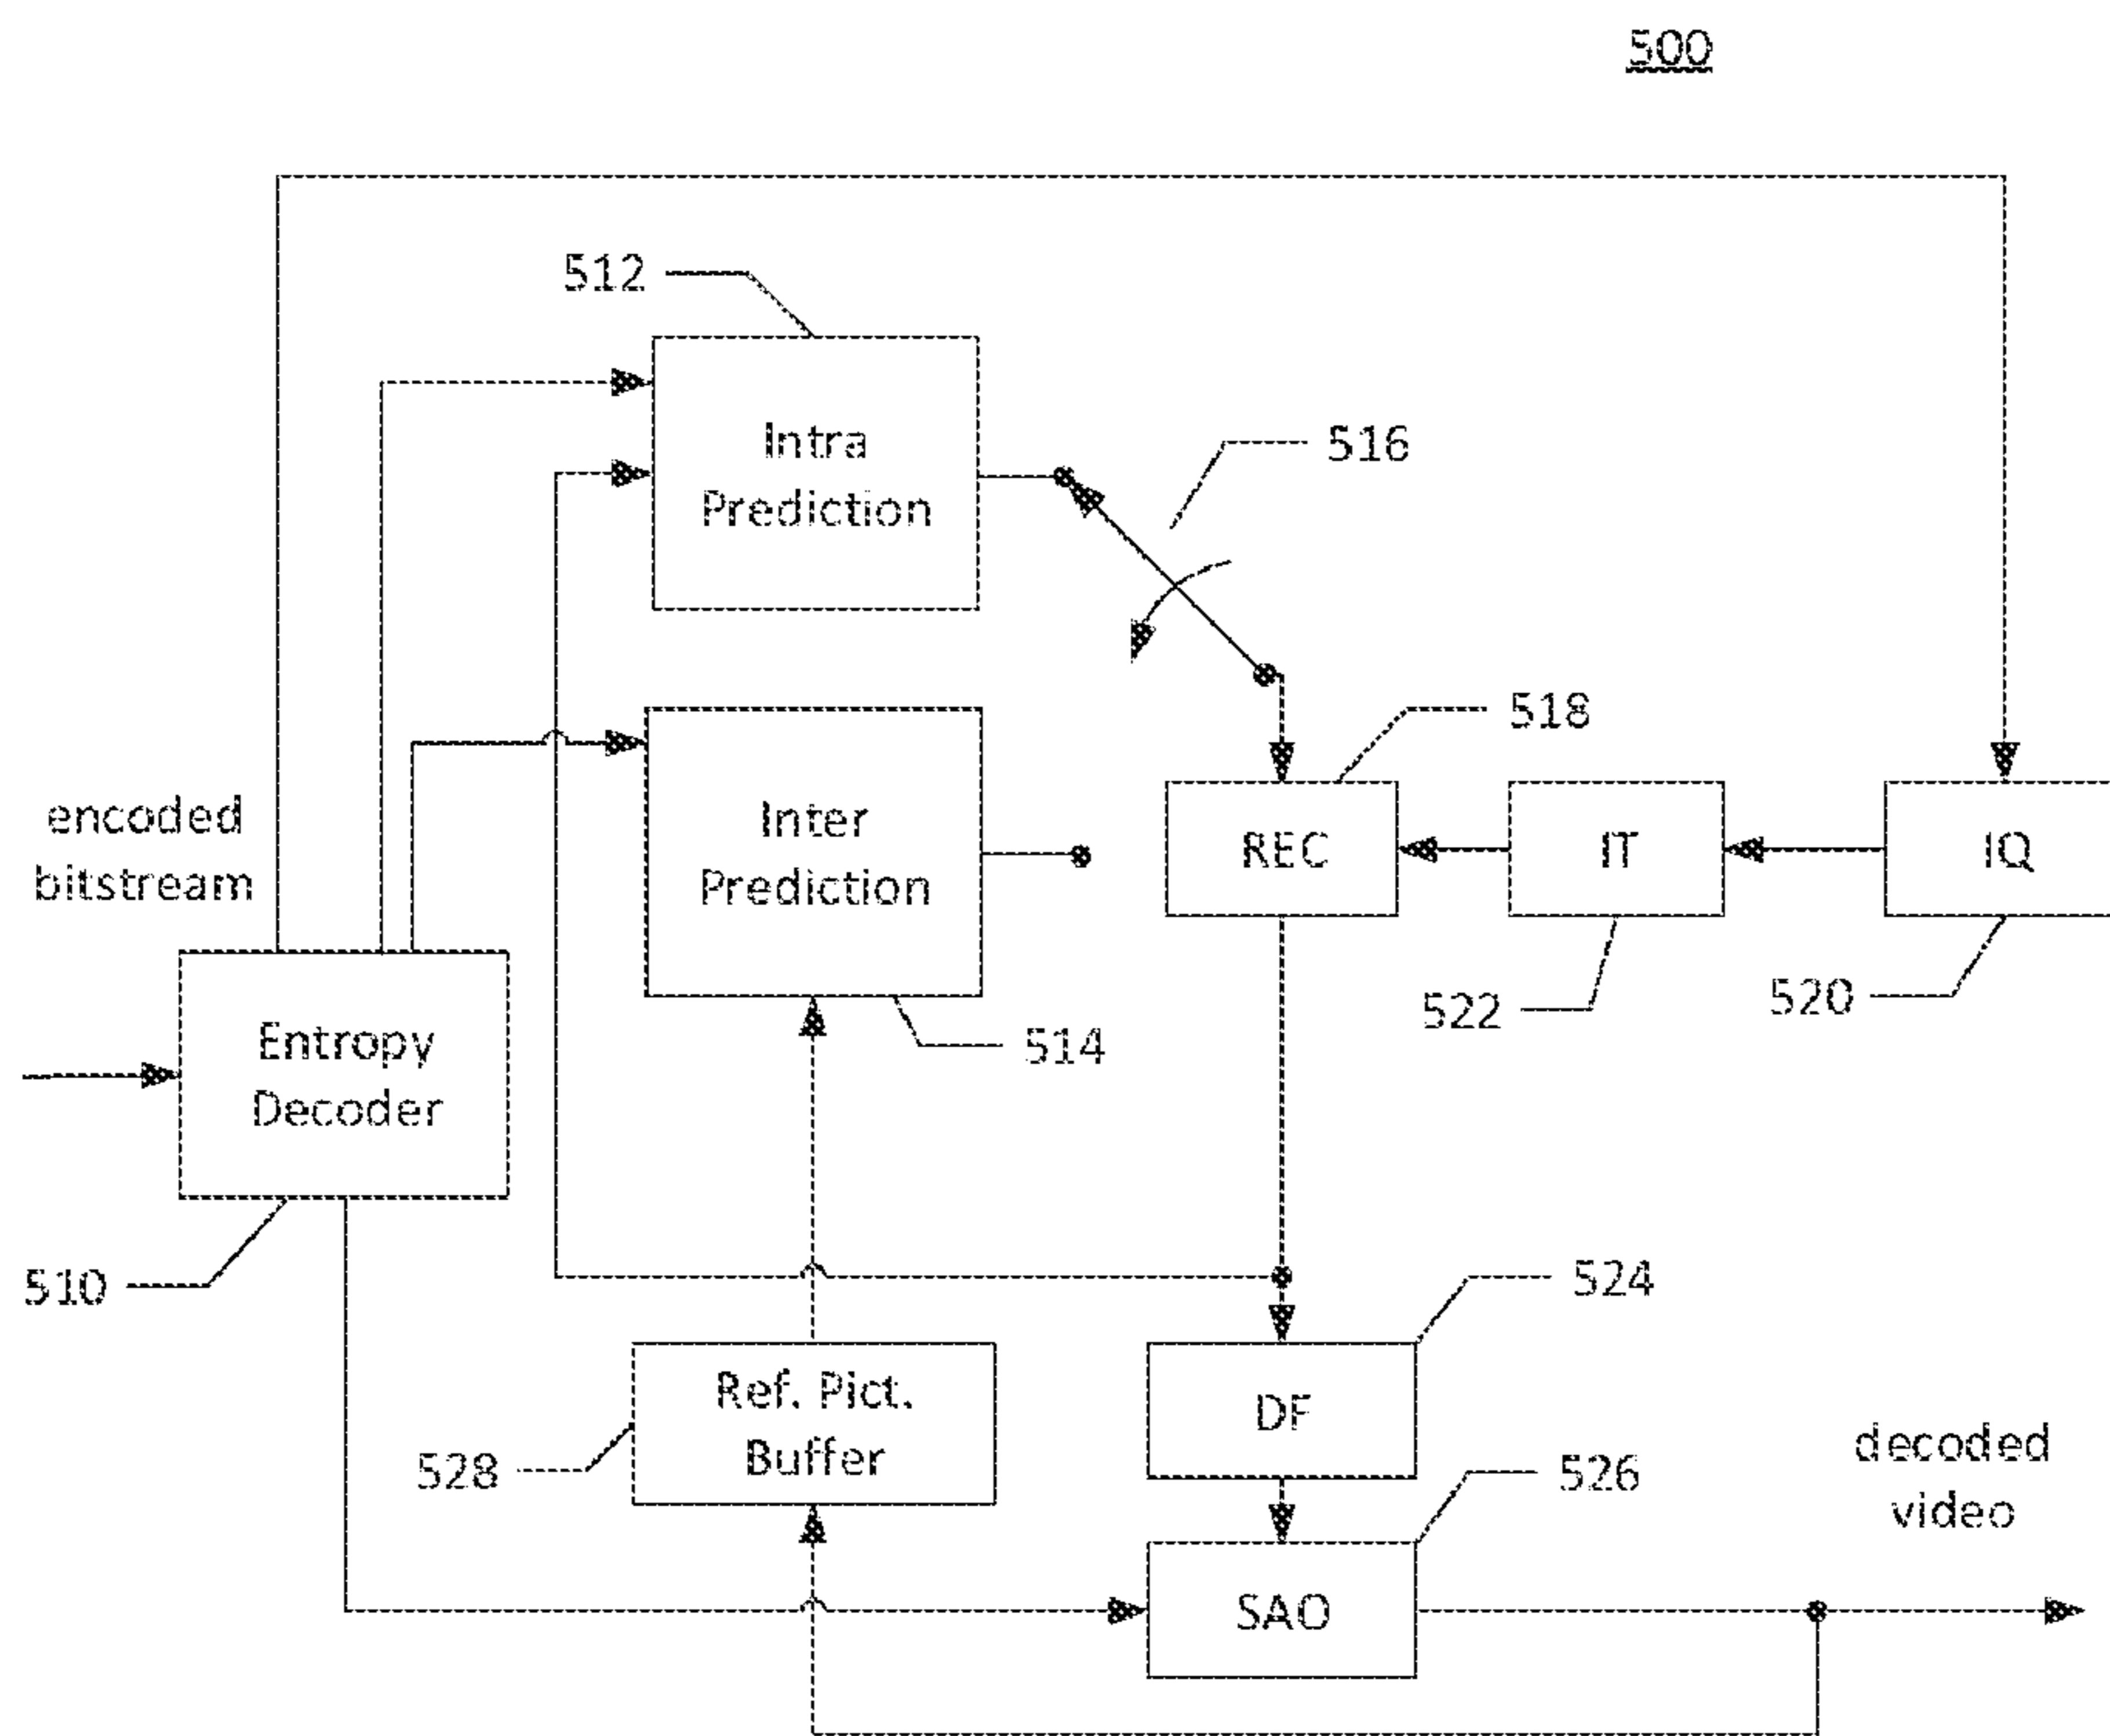 500
512
Intra
Prediction
516
518
encoded
bitstream
Inter
Prediction
REC
IT
IQ
522
520
514
Entropy
Decoder
510
524
Ref. Pict.
Buffer
528
DF
526
decoded
video
SAO